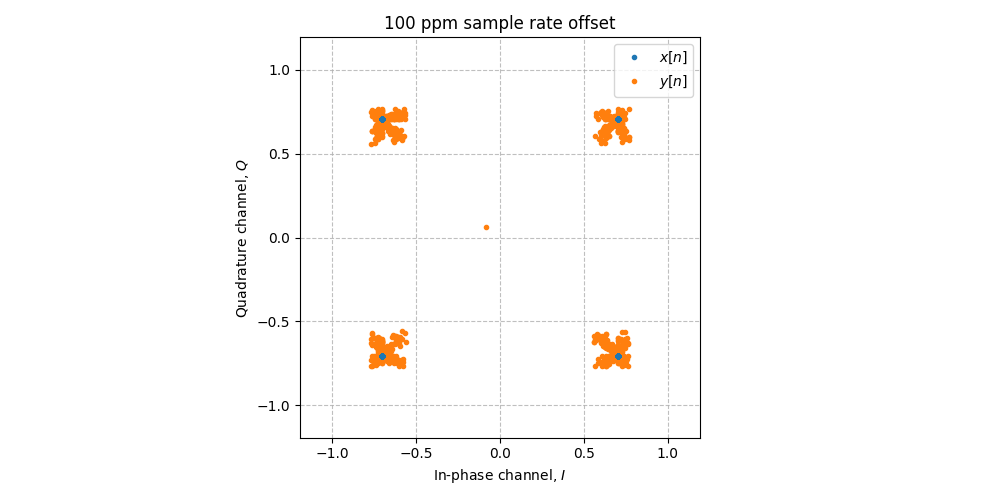 100 ppm sample rate offset
x[n]
y[n]
1.0
0.5
0.0
−0.5
−1.0
Quadrature channel, Q
−1.0
−0.5
0.0
0.5
1.0
In-phase channel, I